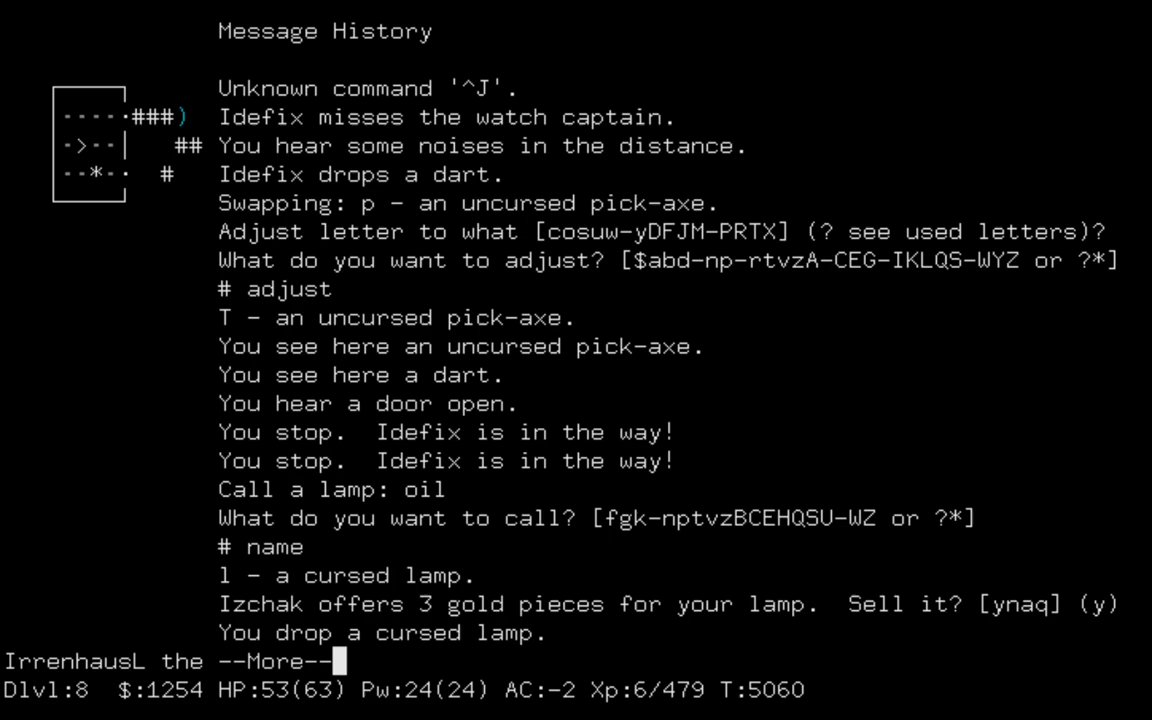 Message History
Unknown command '^J'.
----·###) Idefix misses the watch captain.
->--| ## You hear some noises in the distance.
--*-· # Idefix drops a dart.
Swapping: p - an uncursed pick-axe.
Adjust letter to what [cosuw-yDFJM-PRTX] (? see used letters)?
What do you want to adjust? [$abd-np-rtvzA-CEG-IKLQS-WYZ or ?*]
# adjust
T - an uncursed pick-axe.
You see here an uncursed pick-axe.
You see here a dart.
You hear a door open.
You stop.  Idefix is in the way!
You stop.  Idefix is in the way!
Call a lamp: oil
What do you want to call? [fgk-nptvzBCEHQSU-WZ or ?*]
# name
l - a cursed lamp.
Izchak offers 3 gold pieces for your lamp.  Sell it? [ynaq] (y)
You drop a cursed lamp.
IrrenhausL the --More--
Dlvl:8  $:1254 HP:53(63) Pw:24(24) AC:-2 Xp:6/479 T:5060